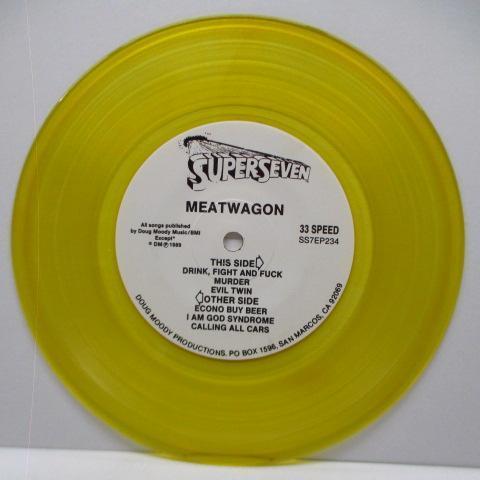 SUPERSEVEN
MEATWAGON
All songs published
by Doug Moody Music/BMI
Except*
© DM ℗ 1989
33 SPEED
SS7EP234
THIS SIDE
DRINK, FIGHT AND FUCK
MURDER
EVIL TWIN
OTHER SIDE
ECONO BUY BEER
I AM GOD SYNDROME
CALLING ALL CARS
DOUG MOODY PRODUCTIONS. PO BOX 1596, SAN MARCOS, CA 92069